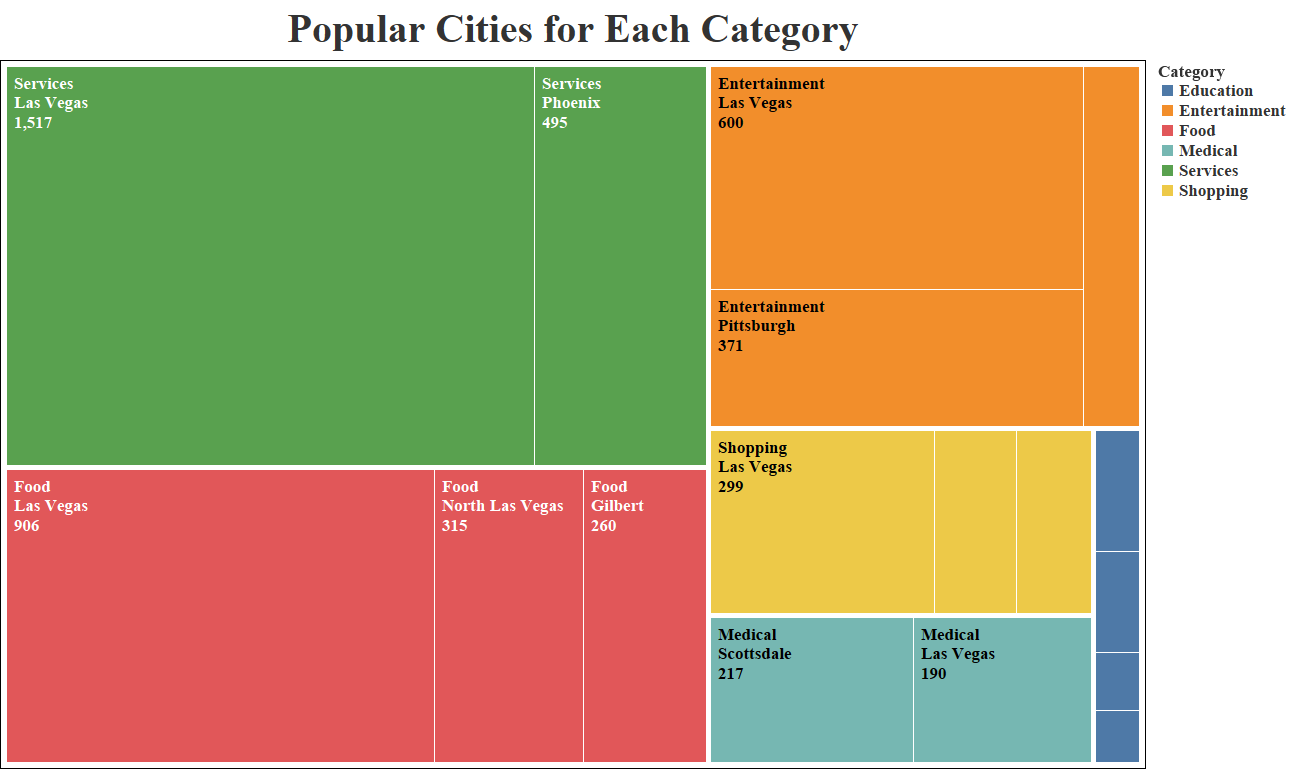 Popular Cities for Each Category
Services
Las Vegas
1,517
Services
Phoenix
495
Entertainment
Las Vegas
600
Entertainment
Pittsburgh
371
Food
Las Vegas
906
Food
North Las Vegas
315
Food
Gilbert
260
Shopping
Las Vegas
299
Medical
Scottsdale
217
Medical
Las Vegas
190
Category
Education
Entertainment
Food
Medical
Services
Shopping